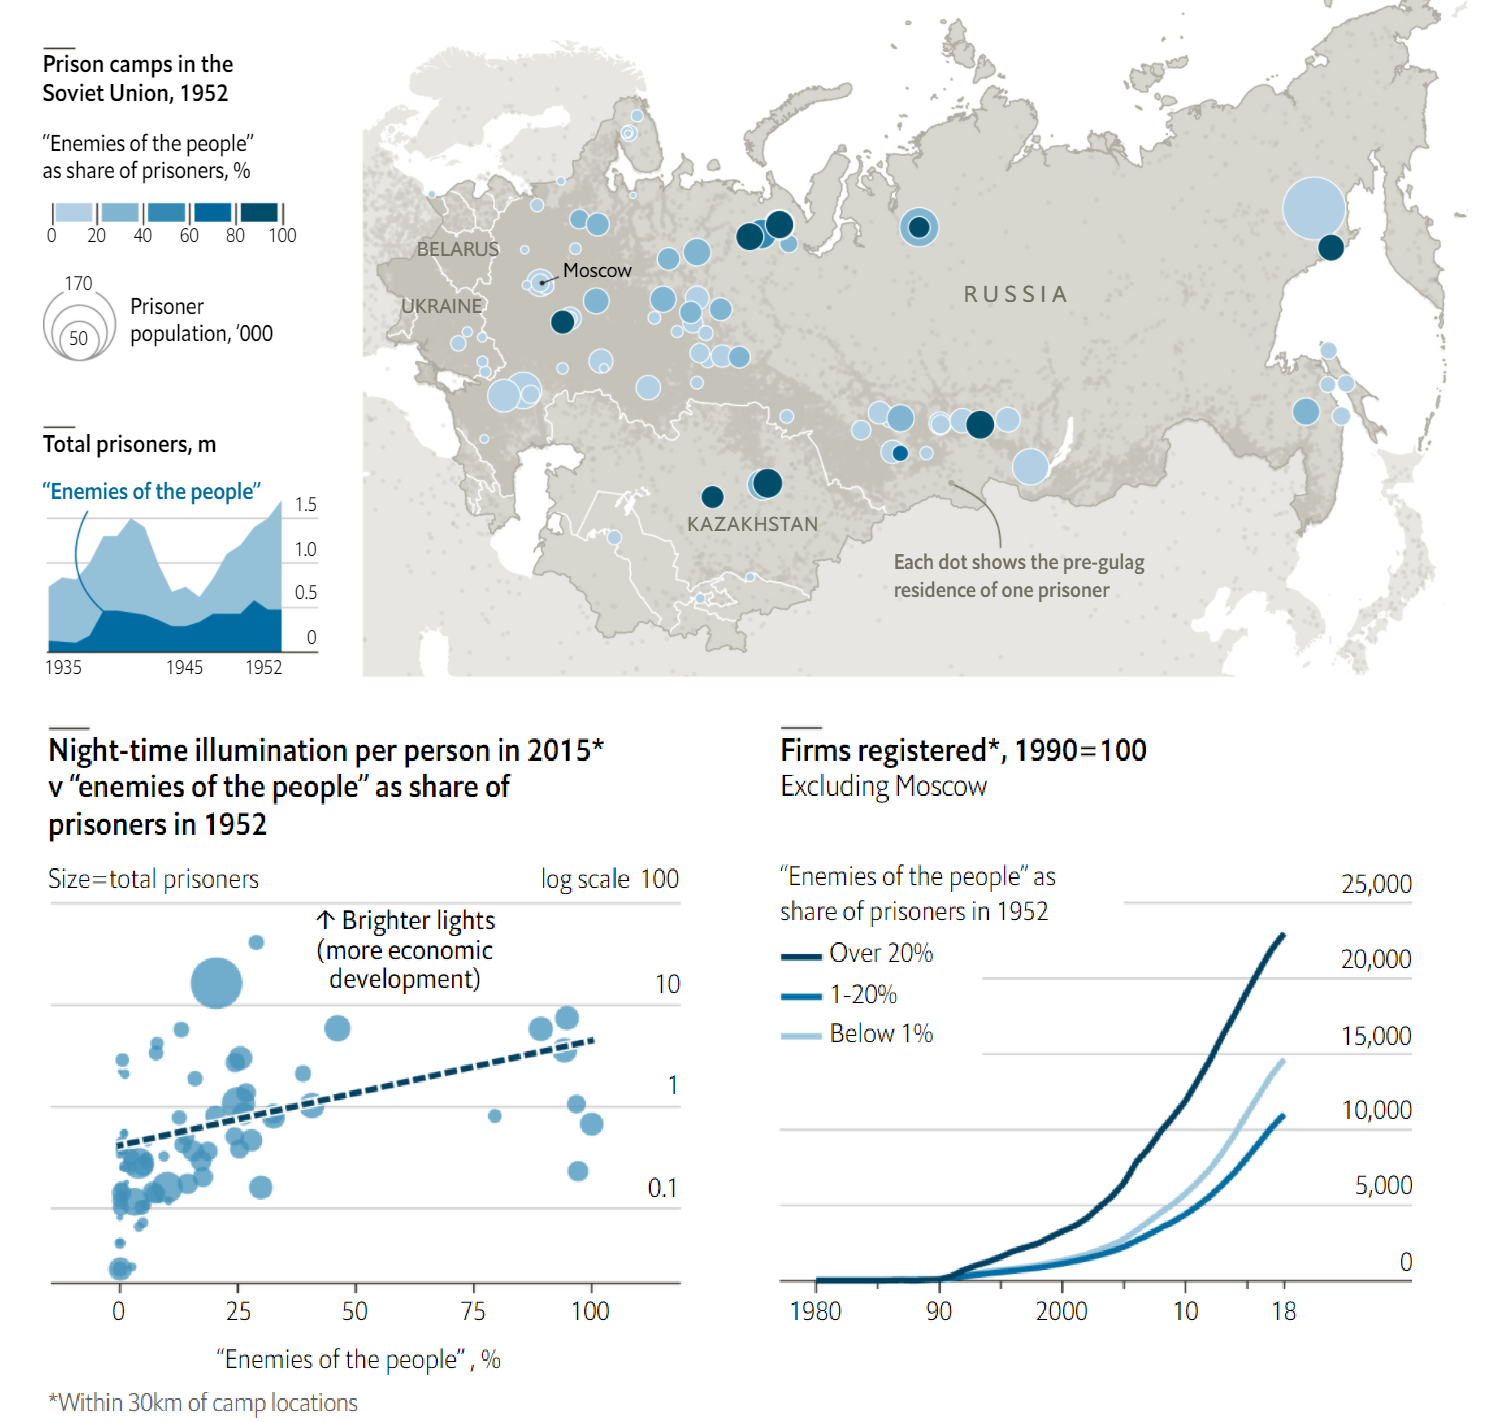 Prison camps in the
Soviet Union, 1952
“Enemies of the people”
as share of prisoners, %
0 20 40 60 80 100
170
50
Prisoner
population, ’000
Total prisoners, m
“Enemies of the people”
1.5
1.0
0.5
0
1935 1945 1952
BELARUS
Moscow
UKRAINE
RUSSIA
KAZAKHSTAN
Each dot shows the pre-gulag
residence of one prisoner
Night-time illumination per person in 2015*
v “enemies of the people” as share of
prisoners in 1952
Size=total prisoners
log scale 100
↑ Brighter lights
(more economic
development)
10
1
0.1
0 25 50 75 100
“Enemies of the people”, %
*Within 30km of camp locations
Firms registered*, 1990=100
Excluding Moscow
“Enemies of the people” as
share of prisoners in 1952
Over 20%
1-20%
Below 1%
25,000
20,000
15,000
10,000
5,000
0
1980 90 2000 10 18